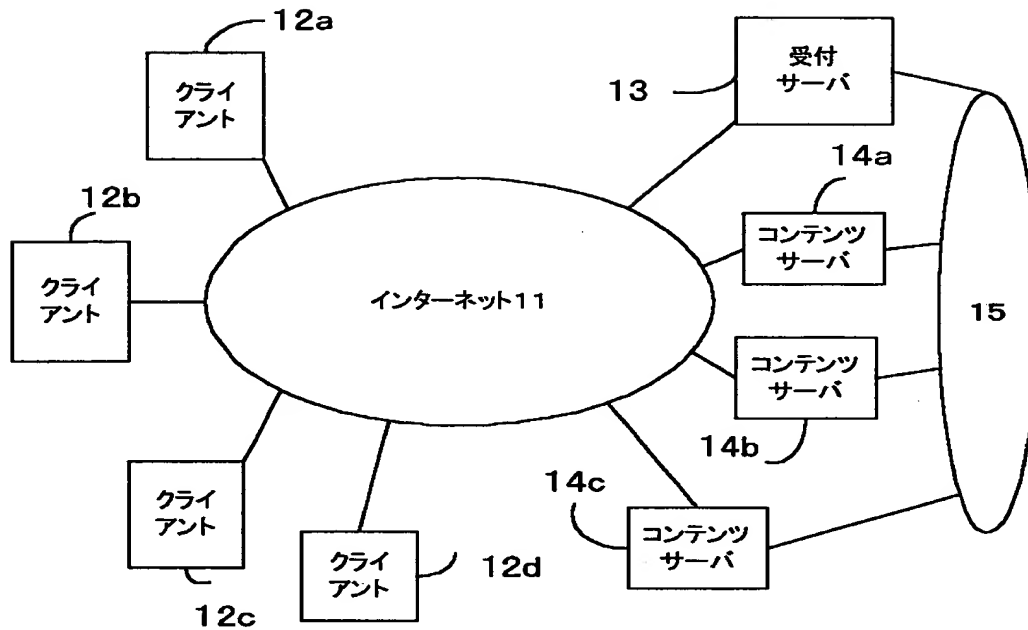 12a
クライ
アント
受付
サーバ
13
14a
12b
コンテンツ
サーバ
クライ
アント
インターネット11
15
コンテンツ
サーバ
14b
14c
クライ
アント
コンテンツ
サーバ
クライ
アント
12d
12c